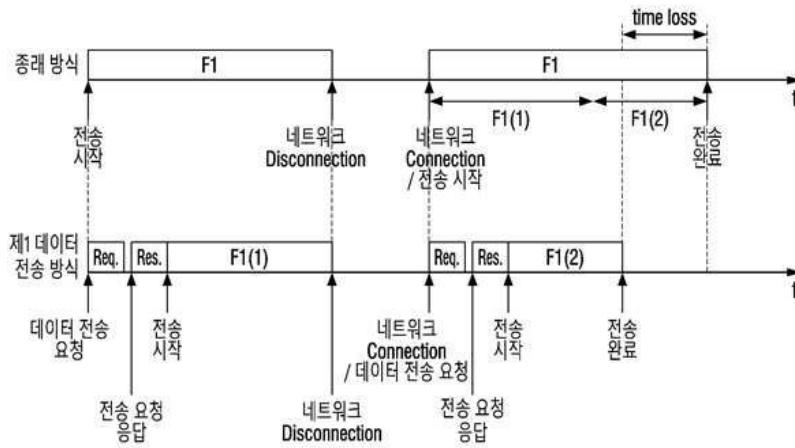 time loss
종래 방식
F1
F1
t
F1(1)
F1(2)
전송
시작
네트워크
Disconnection
네트워크
Connection
/ 전송 시작
전송
완료
제1 데이터
전송 방식
Req.
Res.
F1(1)
Req.
Res.
F1(2)
t
데이터 전송
요청
전송
시작
네트워크
Connection
/ 데이터 전송 요청
전송
시작
전송
완료
전송 요청
응답
네트워크
Disconnection
전송 요청
응답